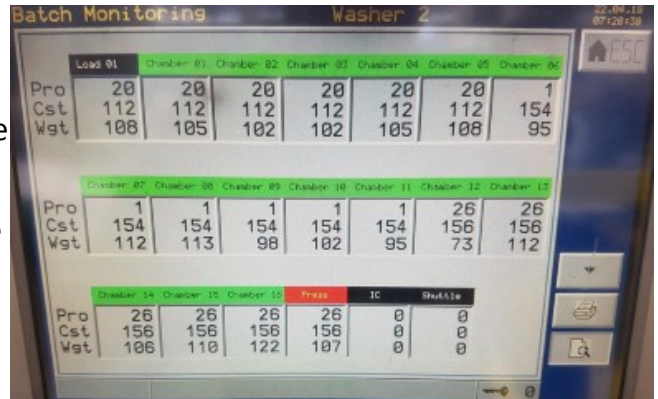 Batch Monitoring Washer 2 22.04.18
07:20:30
ESC
Load 01 Chamber 01 Chamber 02 Chamber 03 Chamber 04 Chamber 05 Chamber 06
Pro 20 20 20 20 20 20 1
Cst 112 112 112 112 112 112 154
Wgt 108 105 102 102 105 108 95
Chamber 07 Chamber 08 Chamber 09 Chamber 10 Chamber 11 Chamber 12 Chamber 13
Pro 1 1 1 1 1 26 26
Cst 154 154 154 154 154 156 156
Wgt 112 113 98 102 95 73 112
Chamber 14 Chamber 15 Chamber 16 Press IC Shuttle
Pro 26 26 26 26 0 0
Cst 156 156 156 156 0 0
Wgt 106 110 122 107 0 0
0